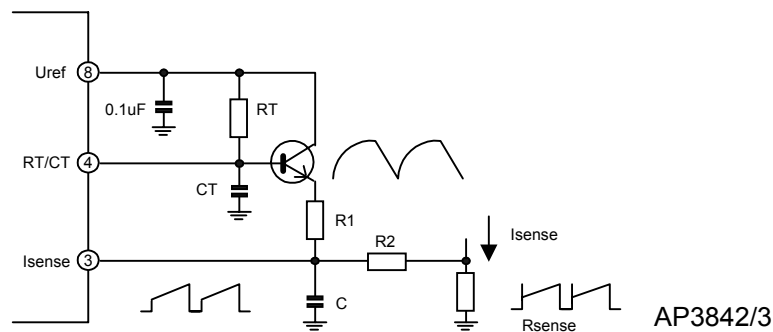 Uref
8
0.1uF
RT
RT/CT
4
CT
R1
Isense
3
R2
Isense
C
Rsense
AP3842/3